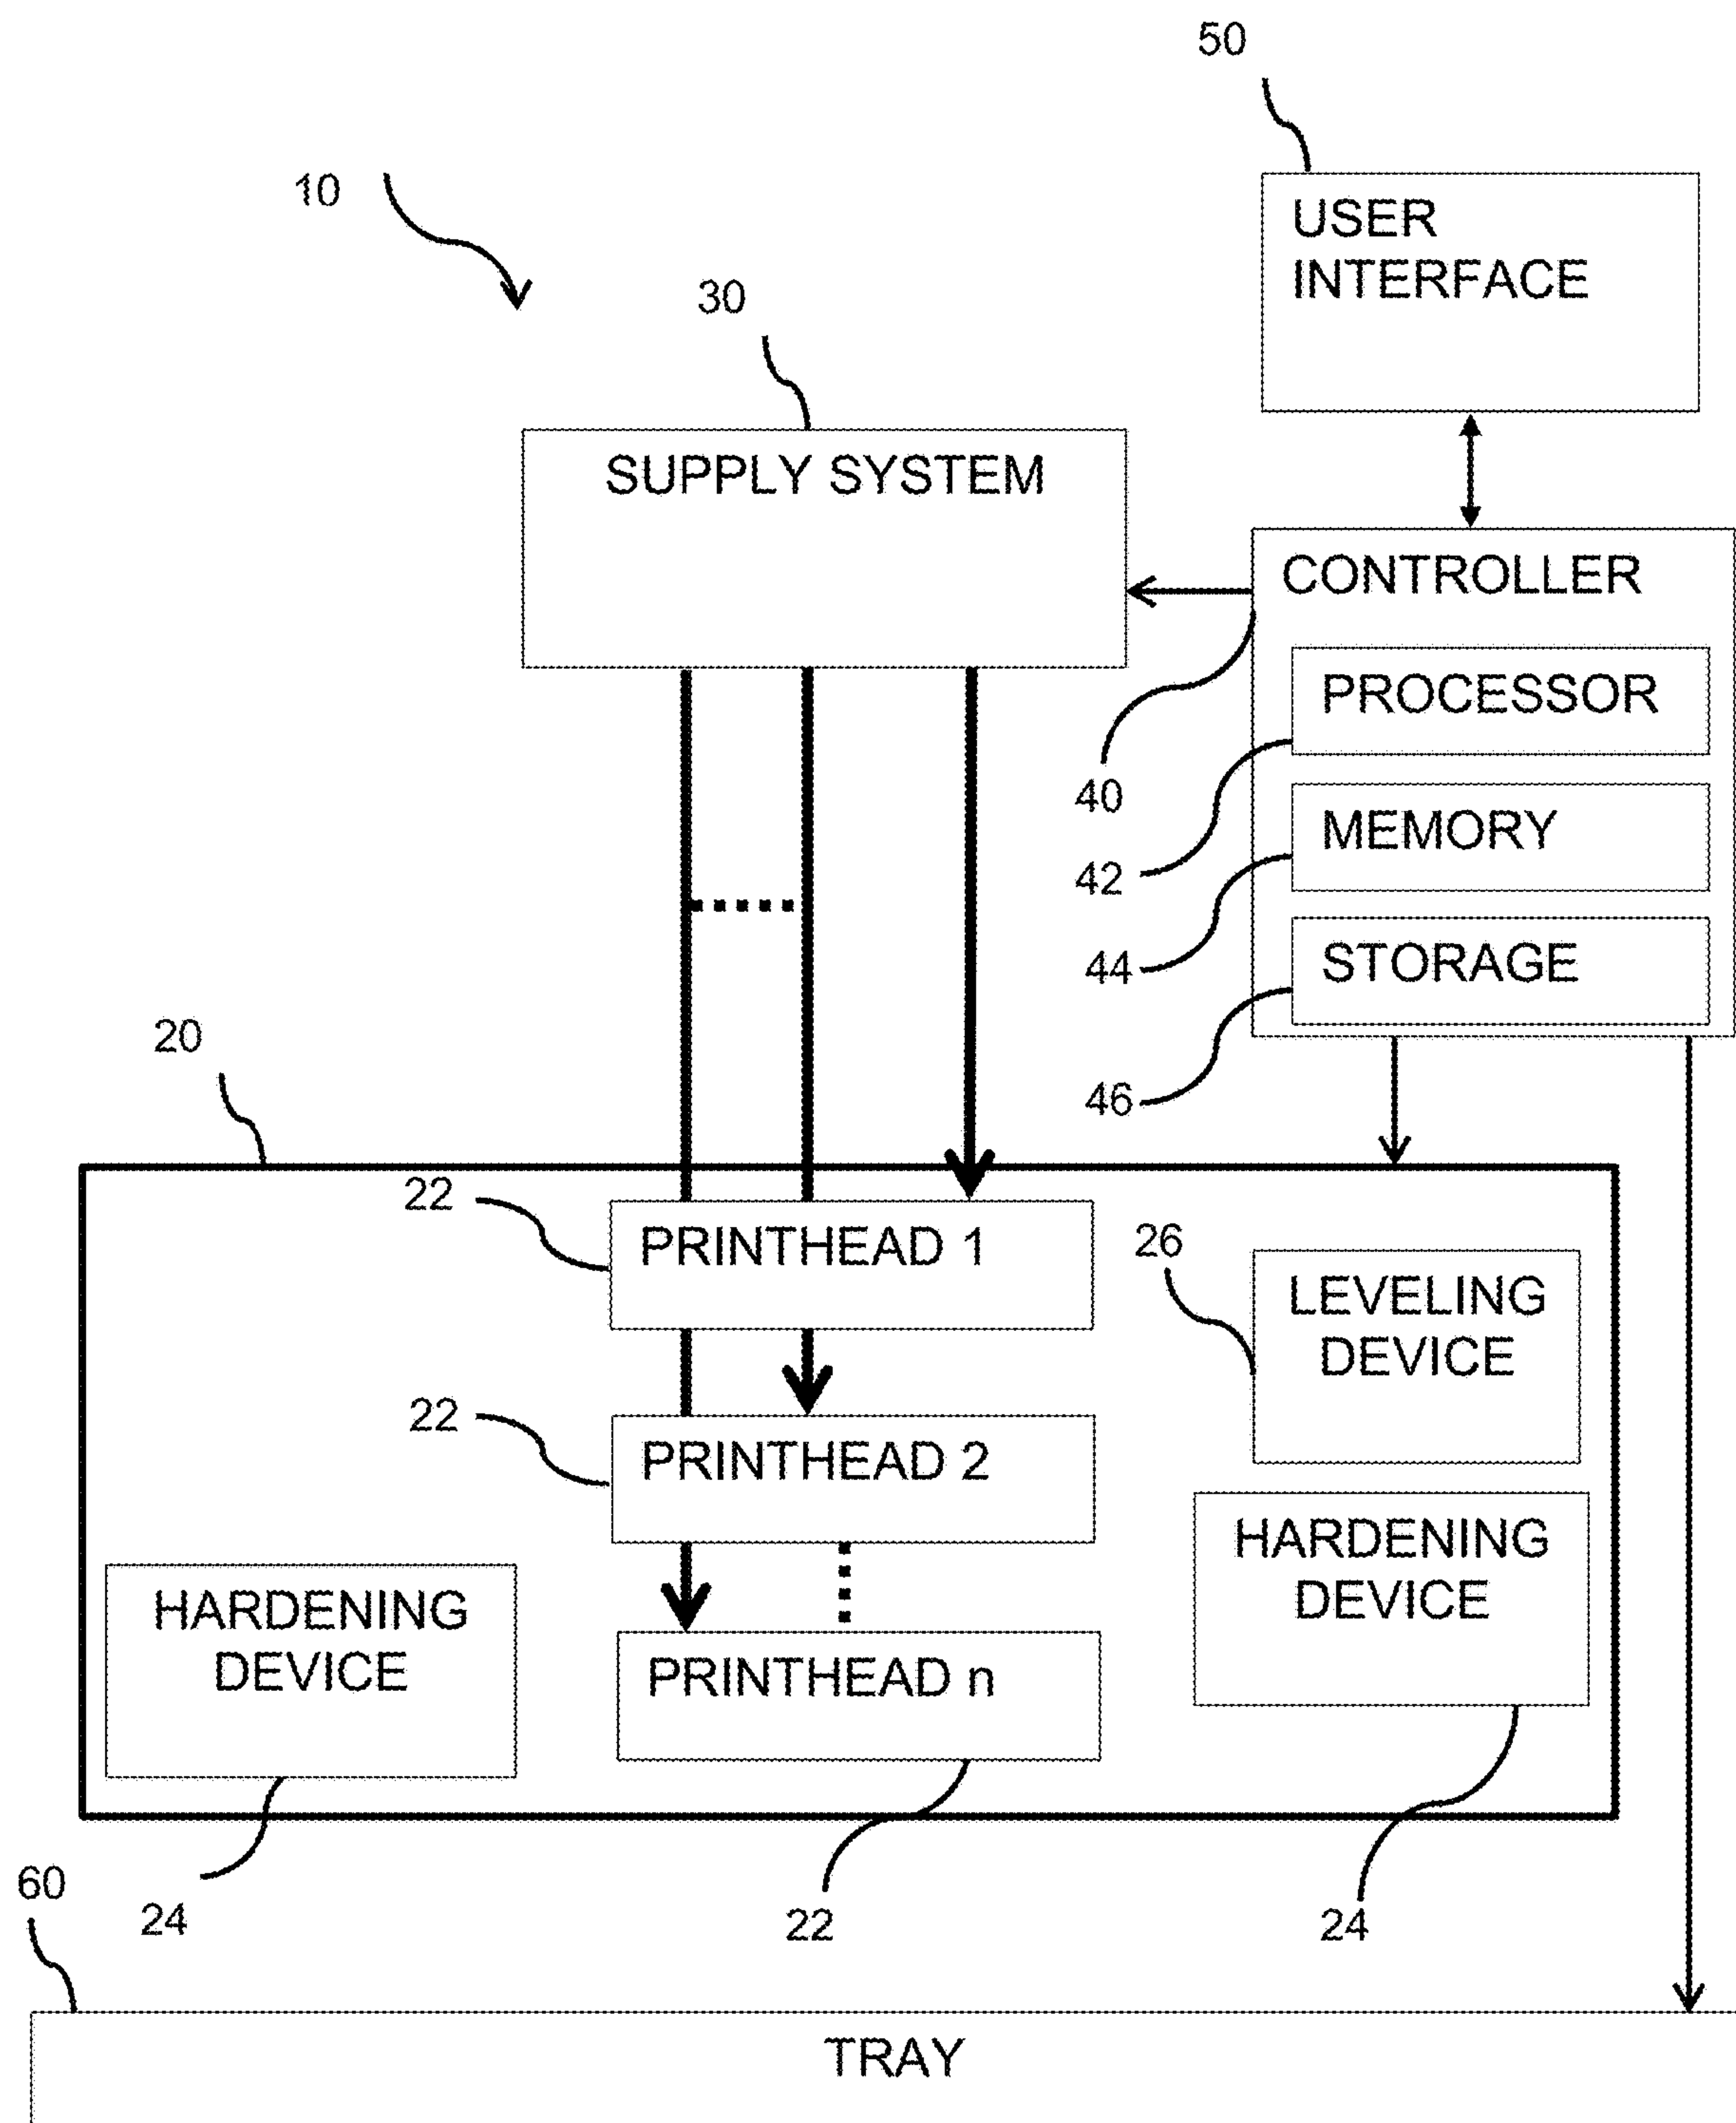 50
10
USER
INTERFACE
30
SUPPLY SYSTEM
CONTROLLER
PROCESSOR
40
MEMORY
42
44
STORAGE
20
46
22
PRINTHEAD 1
26
LEVELING
DEVICE
22
PRINTHEAD 2
HARDENING
DEVICE
HARDENING
DEVICE
PRINTHEAD n
60
24
22
24
TRAY